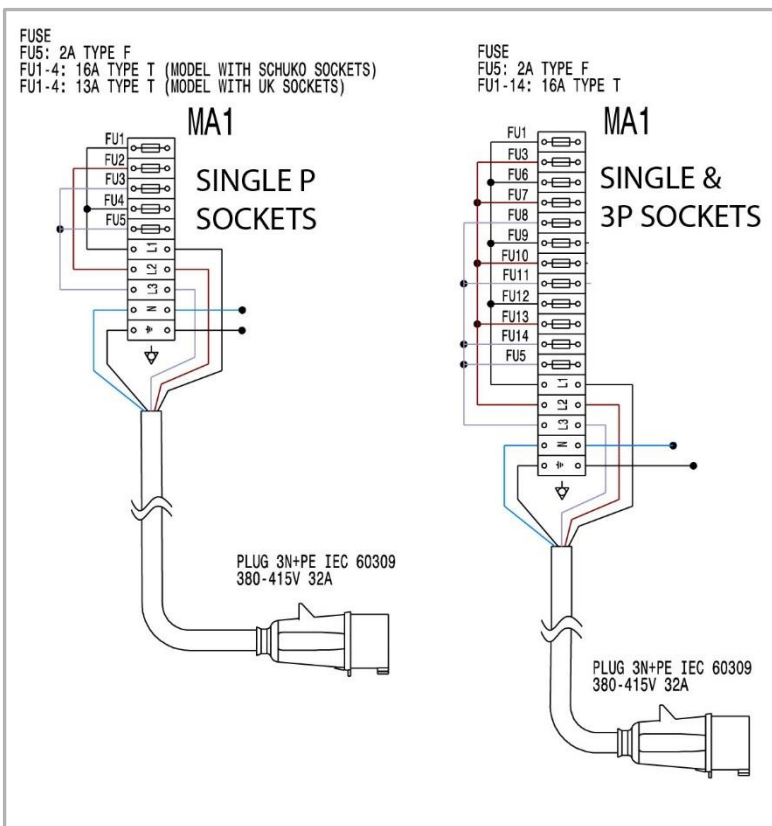 FUSE
FU5: 2A TYPE F
FU1-4: 16A TYPE T (MODEL WITH SCHUKO SOCKETS)
FU1-4: 13A TYPE T (MODEL WITH UK SOCKETS)
MA1
FU1
FU2
FU3
FU4
FU5
L1
L2
L3
N
SINGLE P
SOCKETS
PLUG 3N+PE IEC 60309
380-415V 32A
FUSE
FU5: 2A TYPE F
FU1-14: 16A TYPE T
MA1
FU1
FU3
FU6
FU7
FU8
FU9
FU10
FU11
FU12
FU13
FU14
FU5
L1
L2
L3
N
SINGLE &
3P SOCKETS
PLUG 3N+PE IEC 60309
380-415V 32A